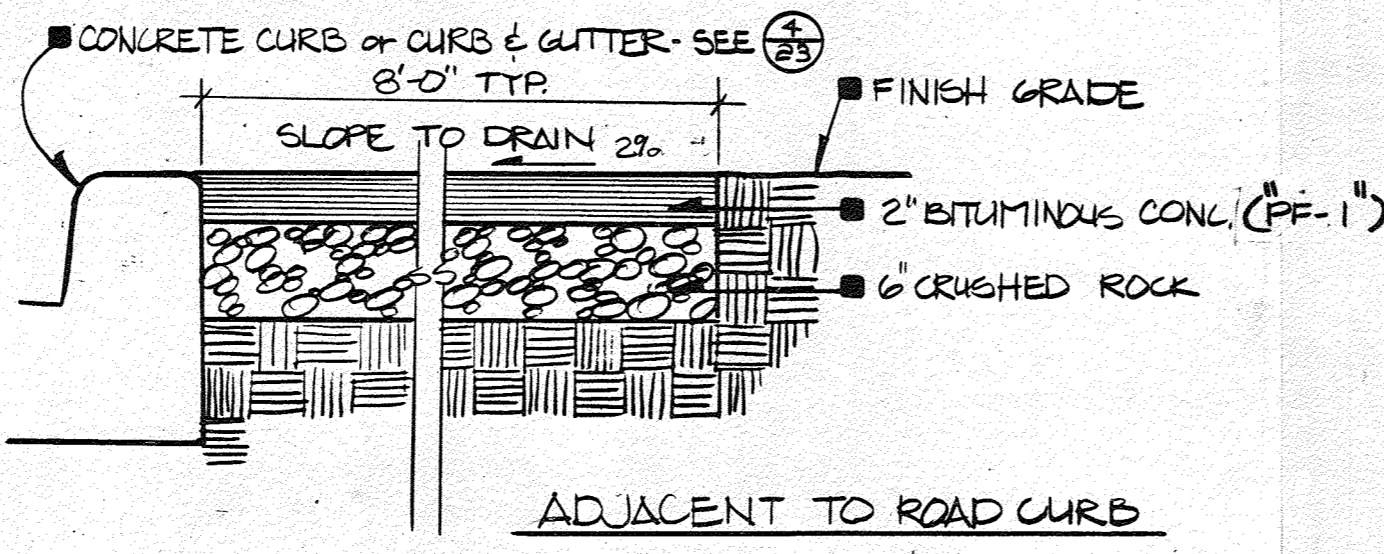 CONCRETE CURB or CURB & GUTTER - SEE 4/23
8'-0" TYP.
FINISH GRADE
SLOPE TO DRAIN 2%
2" BITUMINOUS CONC. ("PF-1")
6" CRUSHED ROCK
ADJACENT TO ROAD CURB